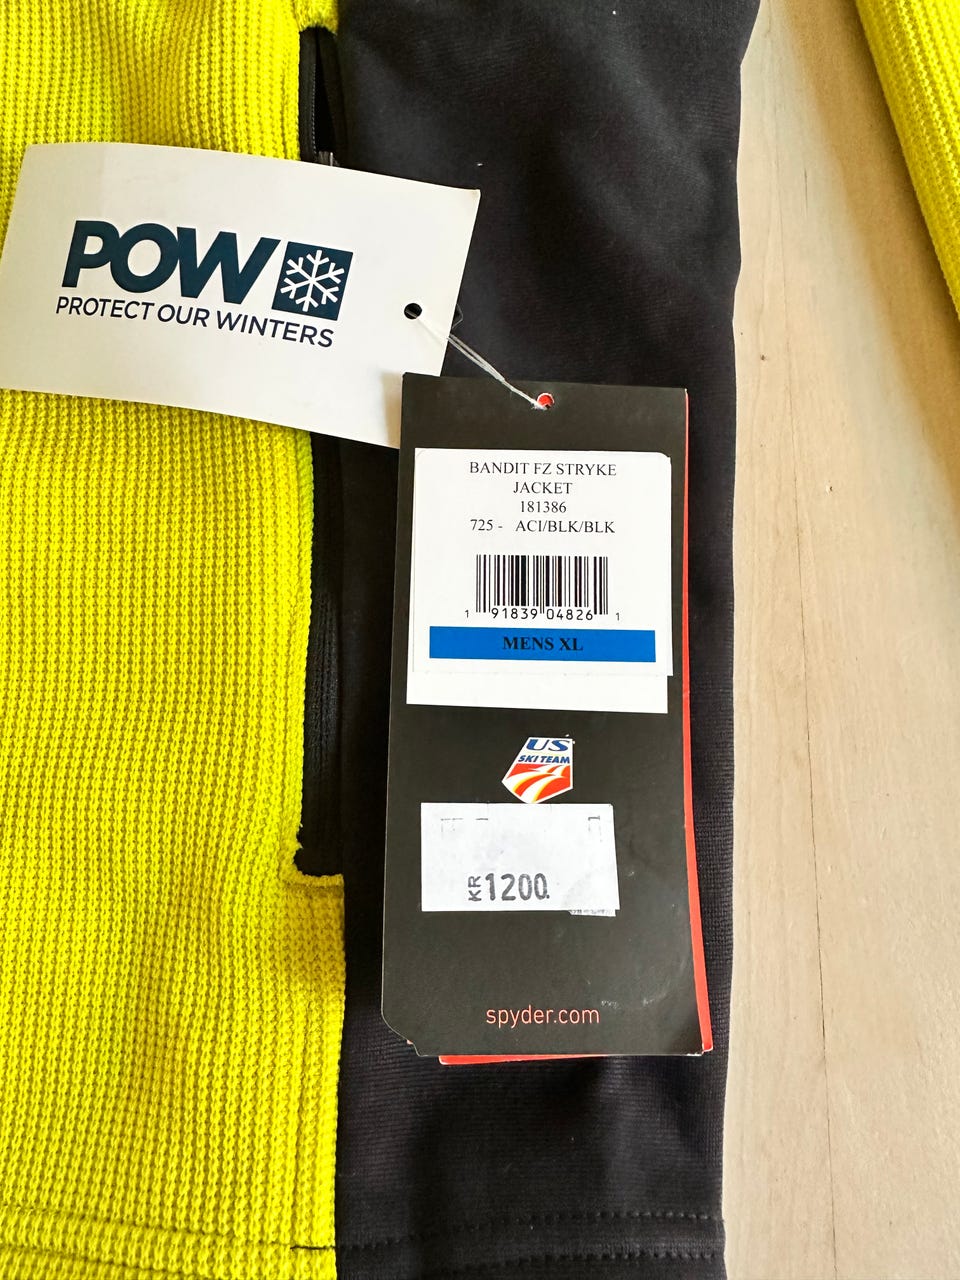 POW
PROTECT OUR WINTERS
BANDIT FZ STRYKE
JACKET
181386
725 - ACI/BLK/BLK
1 91839 04826 1
MENS XL
US
SKI TEAM
KR 1200.
spyder.com